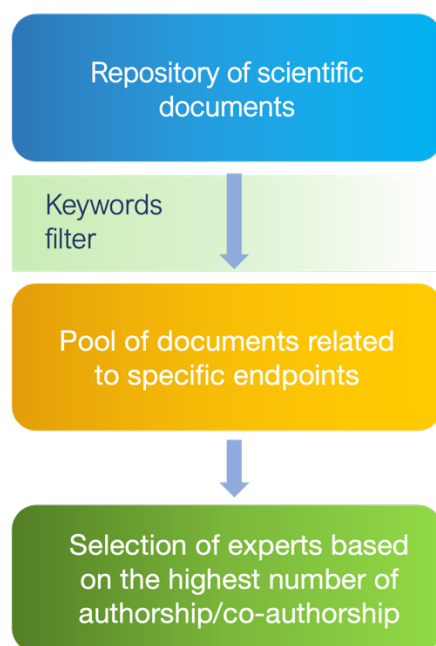 Repository of scientific
documents
Keywords
filter
Pool of documents related
to specific endpoints
Selection of experts based
on the highest number of
authorship/co-authorship